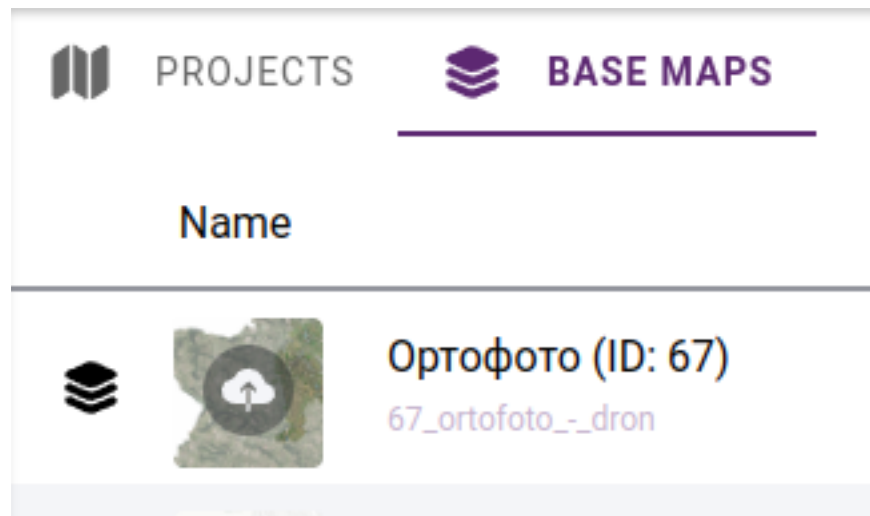 PROJECTS
BASE MAPS
Name
Ортофото (ID: 67)
67_ortofoto_-_dron